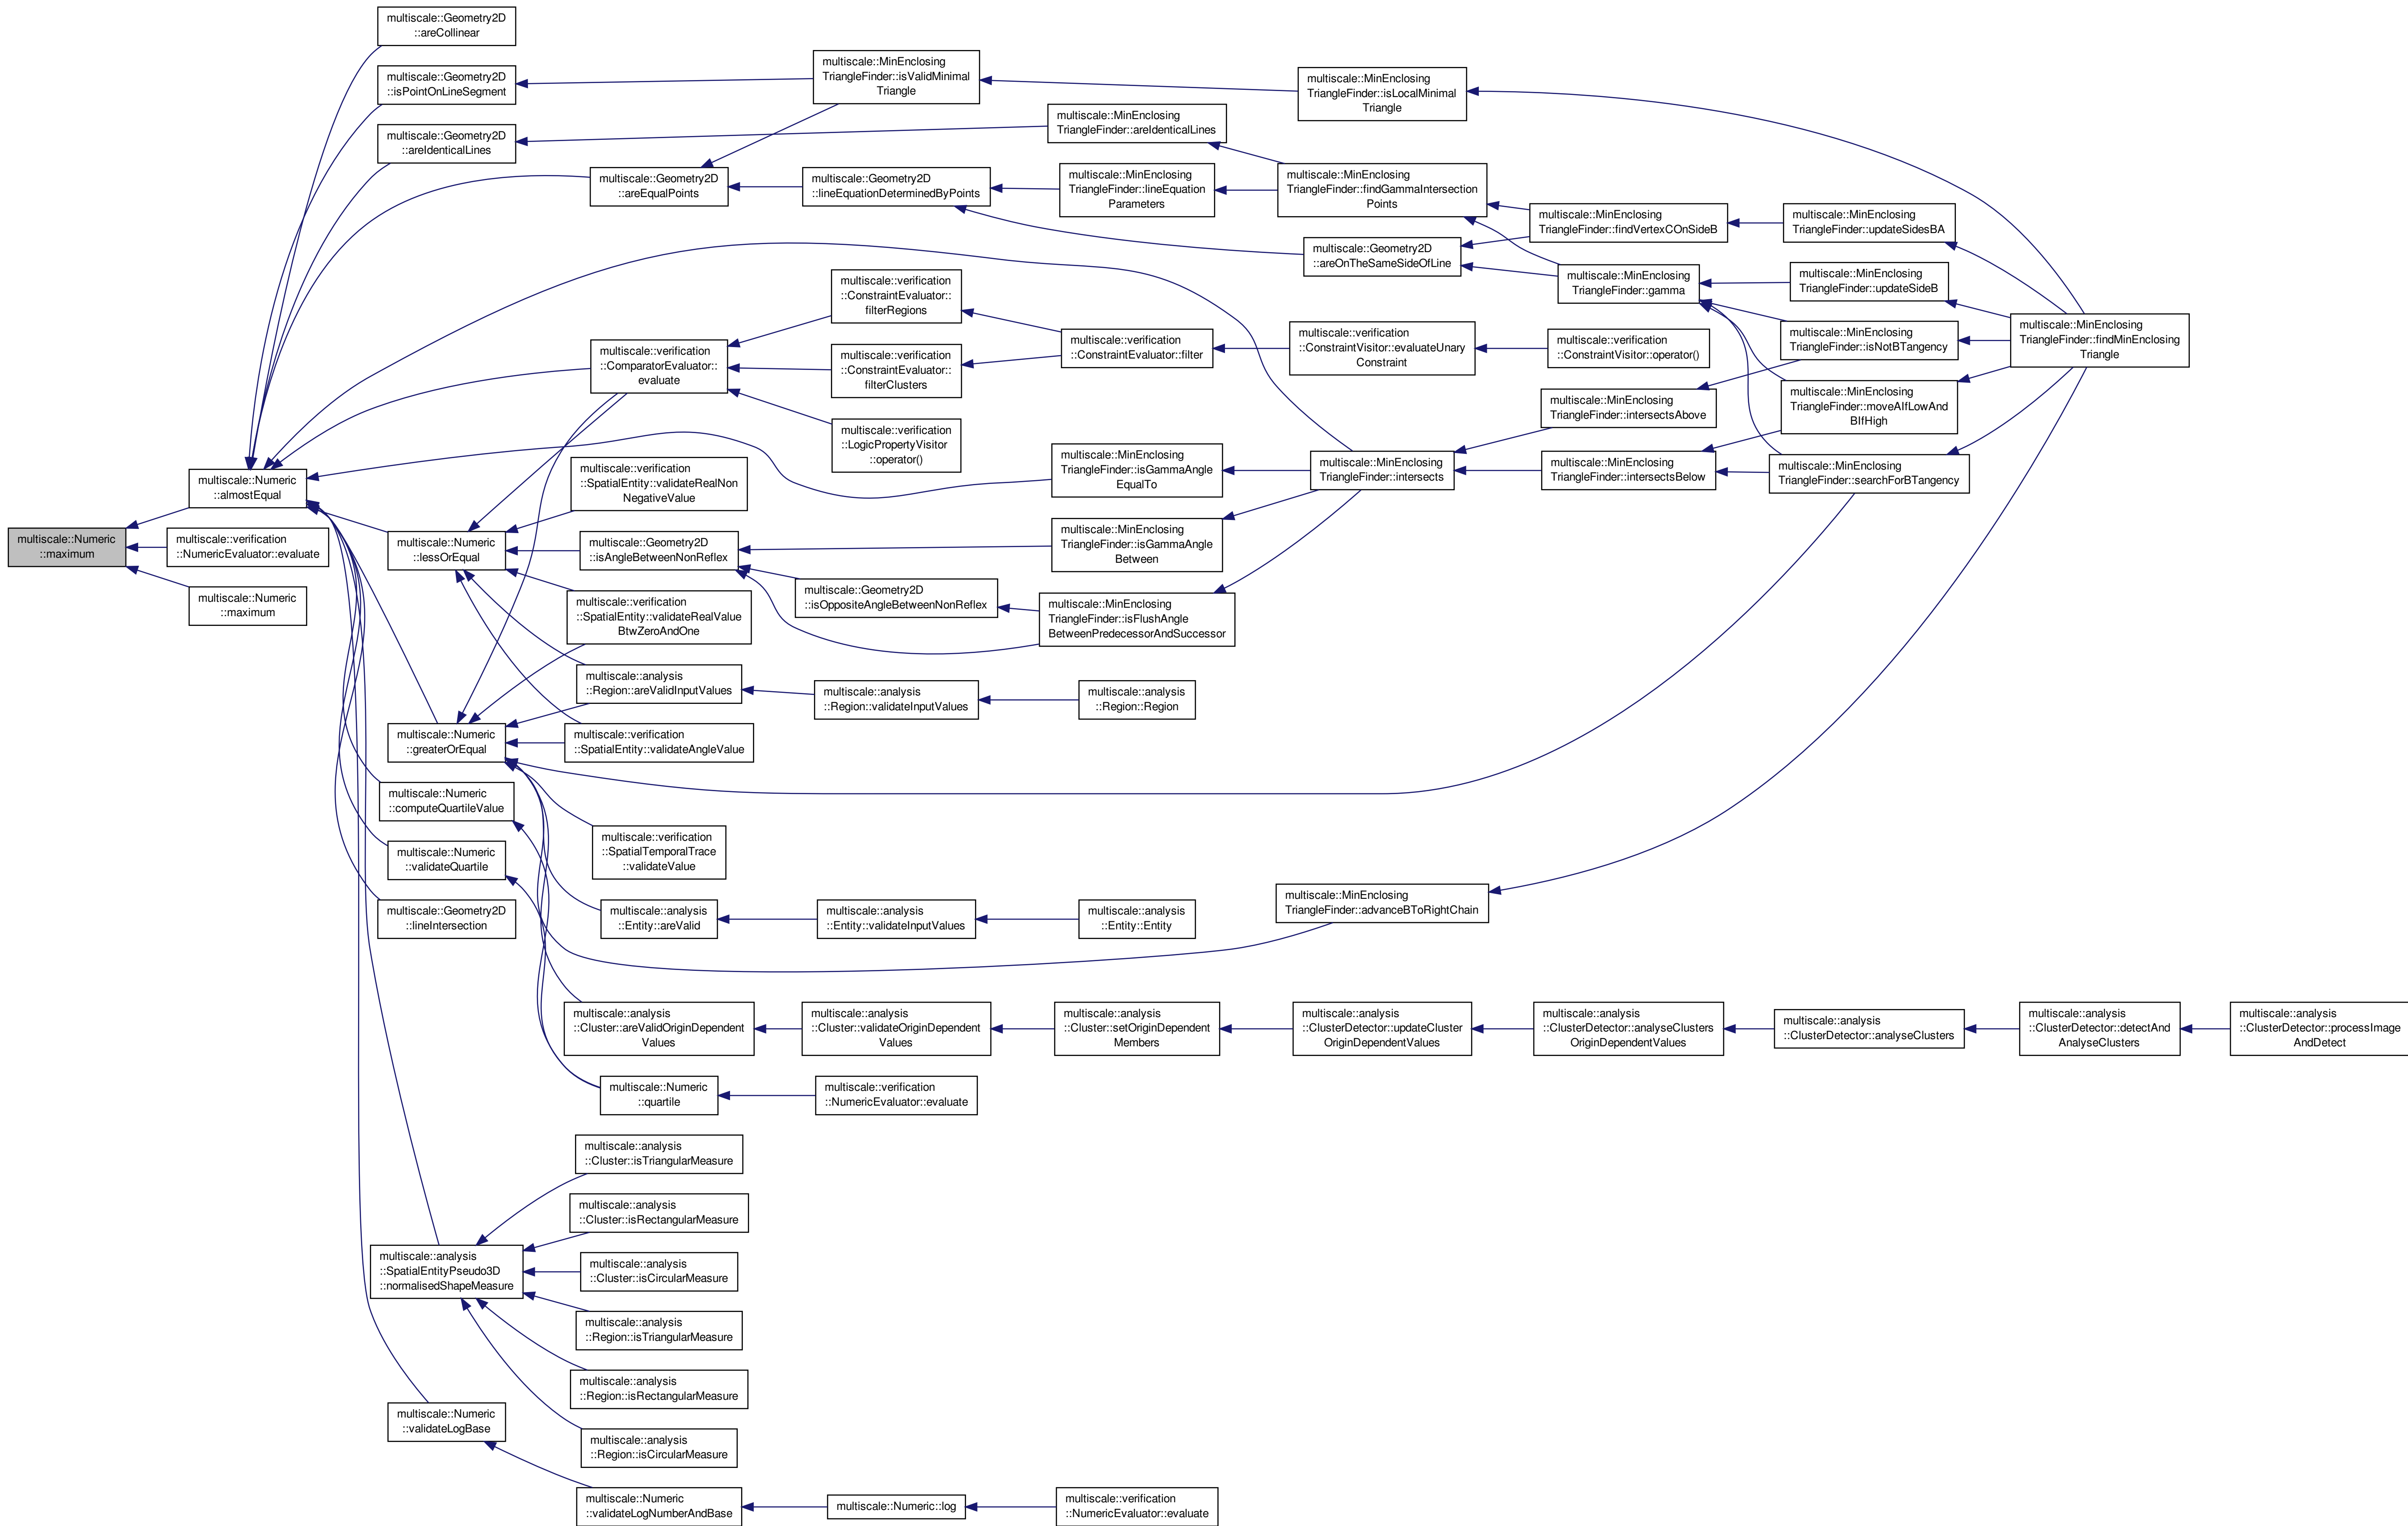 multiscale::Numeric
::maximum
multiscale::Numeric
::almostEqual
multiscale::verification
::NumericEvaluator::evaluate
multiscale::Numeric
::maximum
multiscale::Geometry2D
::areCollinear
multiscale::Geometry2D
::isPointOnLineSegment
multiscale::Geometry2D
::areIdenticalLines
multiscale::Numeric
::lessOrEqual
multiscale::Numeric
::greaterOrEqual
multiscale::Numeric
::computeQuartileValue
multiscale::Numeric
::validateQuartile
multiscale::Geometry2D
::lineIntersection
multiscale::analysis
::SpatialEntityPseudo3D
::normalisedShapeMeasure
multiscale::Numeric
::validateLogBase
multiscale::Geometry2D
::areEqualPoints
multiscale::verification
::ComparatorEvaluator::
evaluate
multiscale::verification
::SpatialEntity::validateRealNon
NegativeValue
multiscale::Geometry2D
::isAngleBetweenNonReflex
multiscale::verification
::SpatialEntity::validateRealValue
BtwZeroAndOne
multiscale::analysis
::Region::areValidInputValues
multiscale::verification
::SpatialEntity::validateAngleValue
multiscale::verification
::SpatialTemporalTrace
::validateValue
multiscale::analysis
::Entity::areValid
multiscale::analysis
::Cluster::areValidOriginDependent
Values
multiscale::Numeric
::quartile
multiscale::analysis
::Cluster::isTriangularMeasure
multiscale::analysis
::Cluster::isRectangularMeasure
multiscale::analysis
::Cluster::isCircularMeasure
multiscale::analysis
::Region::isTriangularMeasure
multiscale::analysis
::Region::isRectangularMeasure
multiscale::analysis
::Region::isCircularMeasure
multiscale::Numeric
::validateLogNumberAndBase
multiscale::MinEnclosing
TriangleFinder::isValidMinimal
Triangle
multiscale::Geometry2D
::lineEquationDeterminedByPoints
multiscale::verification
::ConstraintEvaluator::
filterRegions
multiscale::verification
::ConstraintEvaluator::
filterClusters
multiscale::verification
::LogicPropertyVisitor
::operator()
multiscale::Geometry2D
::isOppositeAngleBetweenNonReflex
multiscale::analysis
::Region::validateInputValues
multiscale::analysis
::Entity::validateInputValues
multiscale::analysis
::Cluster::validateOriginDependent
Values
multiscale::verification
::NumericEvaluator::evaluate
multiscale::Numeric::log
multiscale::MinEnclosing
TriangleFinder::areIdenticalLines
multiscale::MinEnclosing
TriangleFinder::lineEquation
Parameters
multiscale::verification
::ConstraintEvaluator::filter
multiscale::MinEnclosing
TriangleFinder::isGammaAngle
EqualTo
multiscale::MinEnclosing
TriangleFinder::isGammaAngle
Between
multiscale::MinEnclosing
TriangleFinder::isFlushAngle
BetweenPredecessorAndSuccessor
multiscale::analysis
::Region::Region
multiscale::analysis
::Entity::Entity
multiscale::analysis
::Cluster::setOriginDependent
Members
multiscale::verification
::NumericEvaluator::evaluate
multiscale::MinEnclosing
TriangleFinder::isLocalMinimal
Triangle
multiscale::MinEnclosing
TriangleFinder::findGammaIntersection
Points
multiscale::Geometry2D
::areOnTheSameSideOfLine
multiscale::verification
::ConstraintVisitor::evaluateUnary
Constraint
multiscale::MinEnclosing
TriangleFinder::intersects
multiscale::MinEnclosing
TriangleFinder::advanceBToRightChain
multiscale::analysis
::ClusterDetector::updateCluster
OriginDependentValues
multiscale::MinEnclosing
TriangleFinder::findVertexCOnSideB
multiscale::MinEnclosing
TriangleFinder::gamma
multiscale::verification
::ConstraintVisitor::operator()
multiscale::MinEnclosing
TriangleFinder::intersectsAbove
multiscale::MinEnclosing
TriangleFinder::intersectsBelow
multiscale::analysis
::ClusterDetector::analyseClusters
OriginDependentValues
multiscale::MinEnclosing
TriangleFinder::updateSidesBA
multiscale::MinEnclosing
TriangleFinder::updateSideB
multiscale::MinEnclosing
TriangleFinder::isNotBTangency
multiscale::MinEnclosing
TriangleFinder::moveAIfLowAnd
BIfHigh
multiscale::MinEnclosing
TriangleFinder::searchForBTangency
multiscale::analysis
::ClusterDetector::analyseClusters
multiscale::MinEnclosing
TriangleFinder::findMinEnclosing
Triangle
multiscale::analysis
::ClusterDetector::detectAnd
AnalyseClusters
multiscale::analysis
::ClusterDetector::processImage
AndDetect